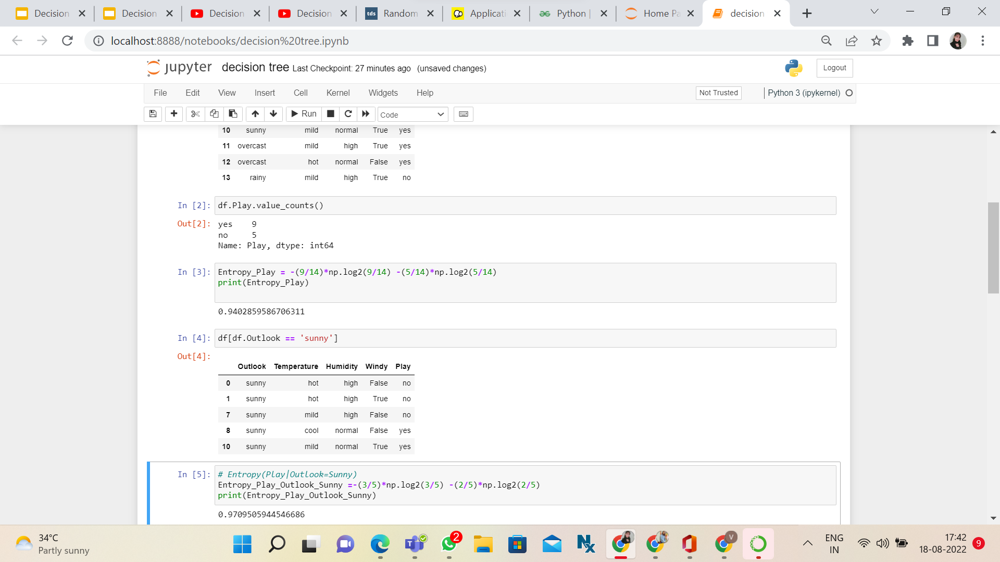 Decision
Decision
Decision
Decision
tds Random
Applicati
Python |
Home Pa
decision
localhost:8888/notebooks/decision%20tree.ipynb
jupyter decision tree Last Checkpoint: 27 minutes ago (unsaved changes)
Logout
File Edit View Insert Cell Kernel Widgets Help
Not Trusted
Python 3 (ipykernel)
Run
Code
10 sunny mild normal True yes
11 overcast mild high True yes
12 overcast hot normal False yes
13 rainy mild high True no
In [2]: df.Play.value_counts()
Out[2]: yes 9
no 5
Name: Play, dtype: int64
In [3]: Entropy_Play = -(9/14)*np.log2(9/14) -(5/14)*np.log2(5/14)
print(Entropy_Play)
0.9402859586706311
In [4]: df[df.Outlook == 'sunny']
Out[4]:
Outlook Temperature Humidity Windy Play
0 sunny hot high False no
1 sunny hot high True no
7 sunny mild high False no
8 sunny cool normal False yes
10 sunny mild normal True yes
In [5]: # Entropy(Play|Outlook=Sunny)
Entropy_Play_Outlook_Sunny =-(3/5)*np.log2(3/5) -(2/5)*np.log2(2/5)
print(Entropy_Play_Outlook_Sunny)
0.9709505944546686
34°C
Partly sunny
T
2
V
ENG
IN
17:42
18-08-2022
9